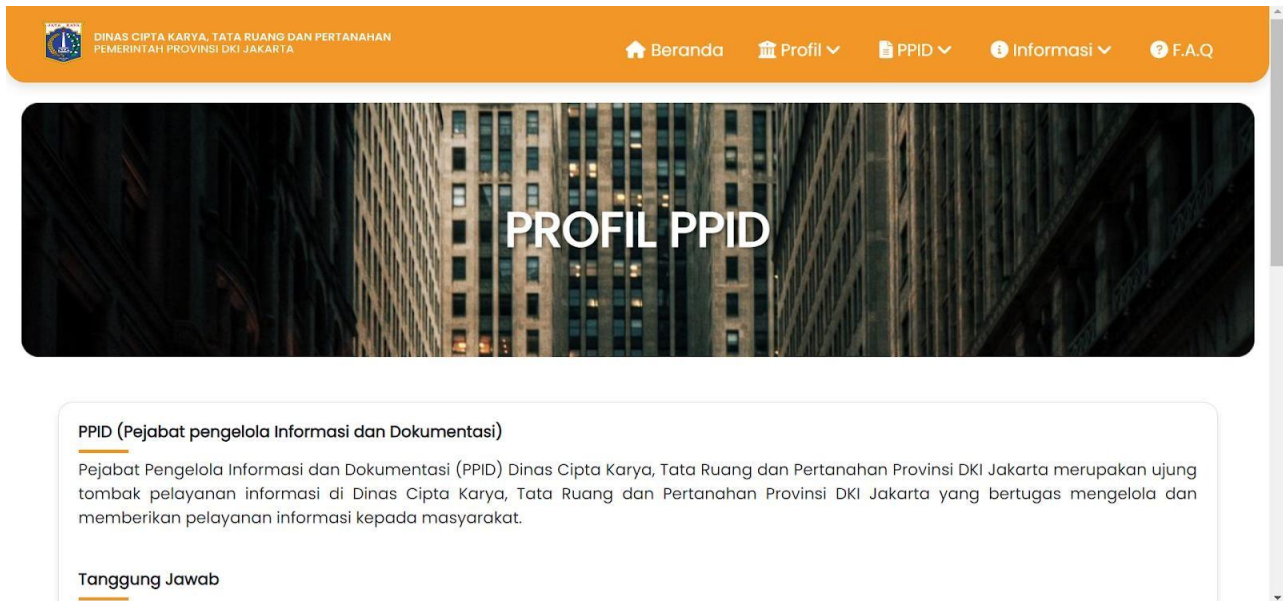 JAYA RAYA
DINAS CIPTA KARYA, TATA RUANG DAN PERTANAHAN
PEMERINTAH PROVINSI DKI JAKARTA
Beranda
Profil
PPID
Informasi
F.A.Q
PROFIL PPID
PPID (Pejabat pengelola Informasi dan Dokumentasi)
Pejabat Pengelola Informasi dan Dokumentasi (PPID) Dinas Cipta Karya, Tata Ruang dan Pertanahan Provinsi DKI Jakarta merupakan ujung
tombak pelayanan informasi di Dinas Cipta Karya, Tata Ruang dan Pertanahan Provinsi DKI Jakarta yang bertugas mengelola dan
memberikan pelayanan informasi kepada masyarakat.
Tanggung Jawab